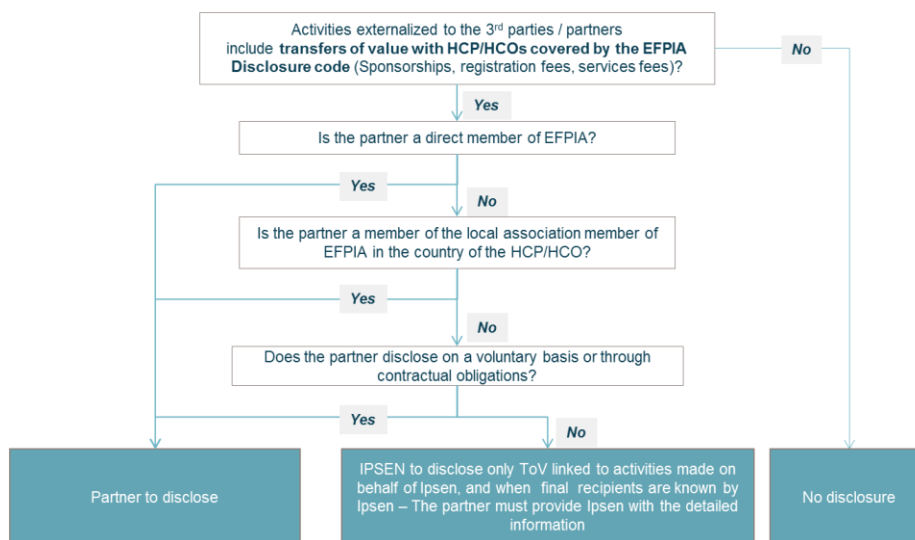 Activities externalized to the 3rd parties / partners
include transfers of value with HCP/HCOs covered by the EFPIA
Disclosure code (Sponsorships, registration fees, services fees)?
No
Yes
Is the partner a direct member of EFPIA?
Yes
No
Is the partner a member of the local association member of
EFPIA in the country of the HCP/HCO?
Yes
No
Does the partner disclose on a voluntary basis or through
contractual obligations?
Yes
No
Partner to disclose
IPSEN to disclose only ToV linked to activities made on
behalf of Ipsen, and when final recipients are known by
Ipsen – The partner must provide Ipsen with the detailed
information
No disclosure